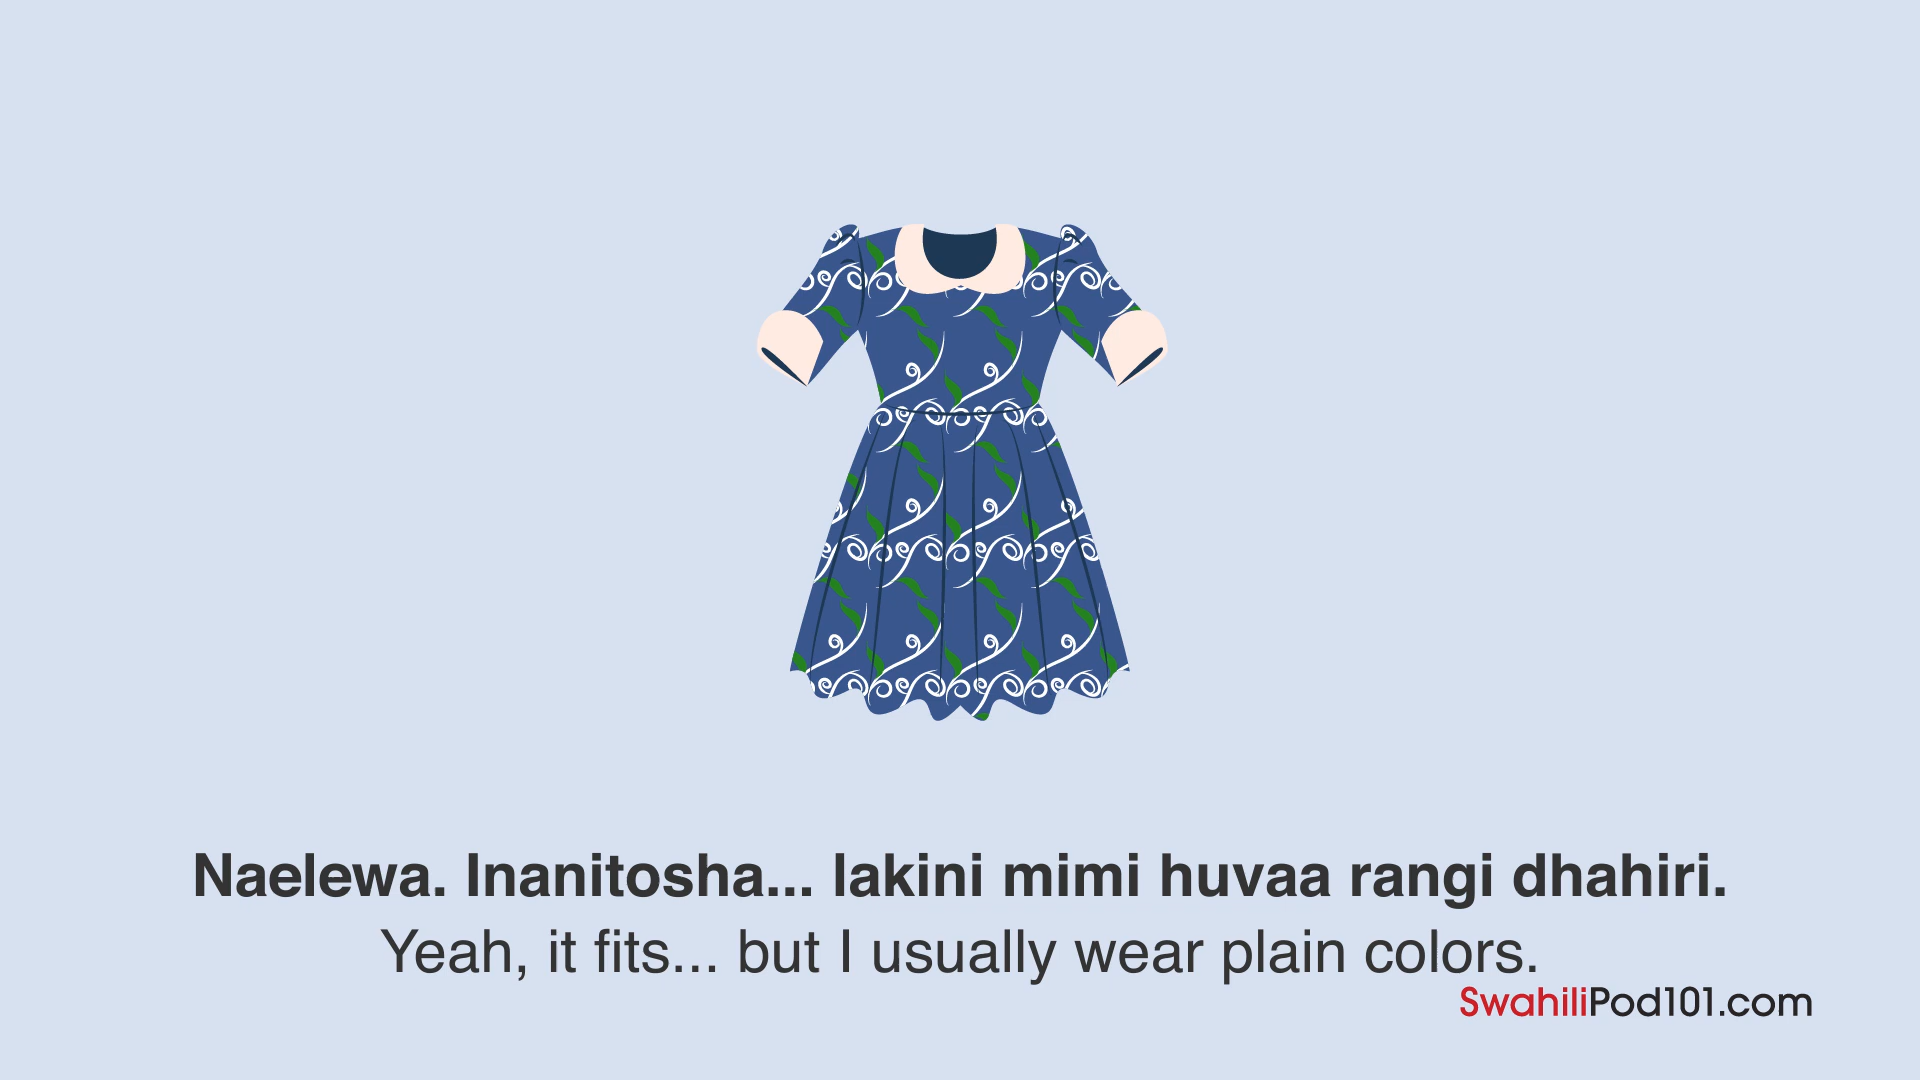 Naelewa. Inanitosha... lakini mimi huvaa rangi dhahiri.
Yeah, it fits... but I usually wear plain colors.
SwahiliPod101.com